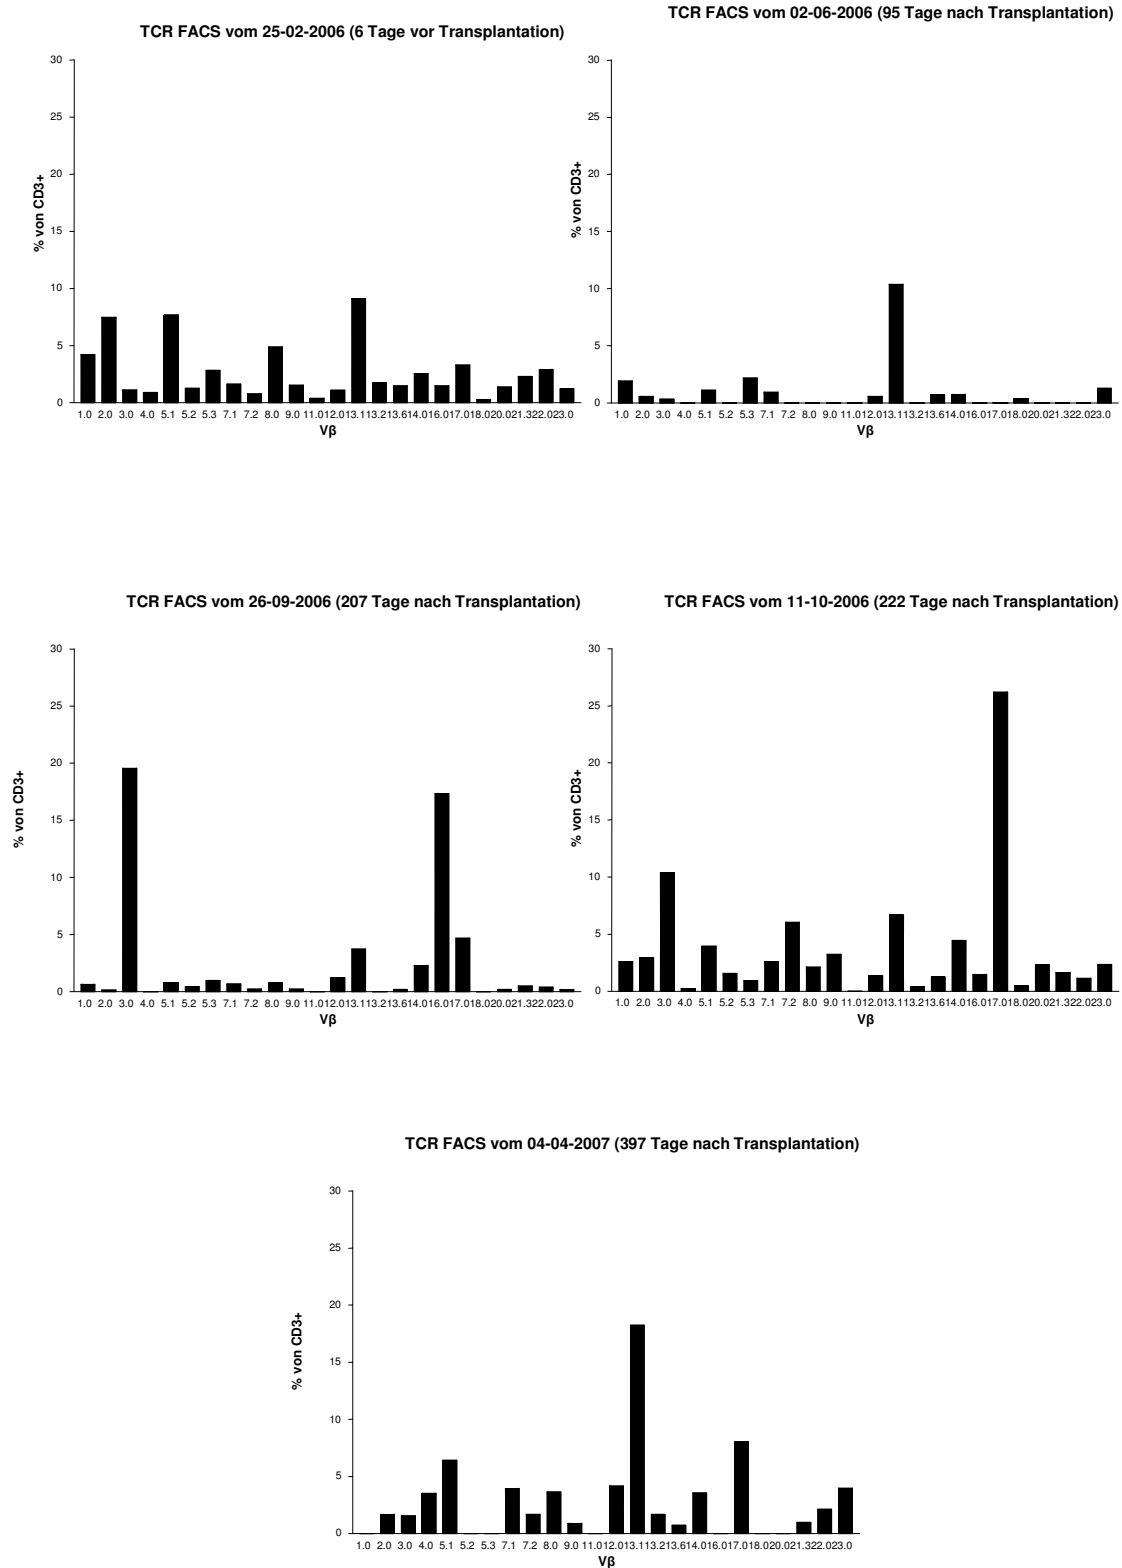 TCR FACS vom 25-02-2006 (6 Tage vor Transplantation)
30
25
20
15
10
5
0
% von CD3+
1.0 2.0 3.0 4.0 5.1 5.2 5.3 7.1 7.2 8.0 9.0 11.0 12.0 13.1 13.2 13.6 14.0 16.0 17.0 18.0 20.0 21.3 22.0 23.0
Vβ
TCR FACS vom 02-06-2006 (95 Tage nach Transplantation)
30
25
20
15
10
5
0
% von CD3+
1.0 2.0 3.0 4.0 5.1 5.2 5.3 7.1 7.2 8.0 9.0 11.0 12.0 13.1 13.2 13.6 14.0 16.0 17.0 18.0 20.0 21.3 22.0 23.0
Vβ
TCR FACS vom 26-09-2006 (207 Tage nach Transplantation)
30
25
20
15
10
5
0
% von CD3+
1.0 2.0 3.0 4.0 5.1 5.2 5.3 7.1 7.2 8.0 9.0 11.0 12.0 13.1 13.2 13.6 14.0 16.0 17.0 18.0 20.0 21.3 22.0 23.0
Vβ
TCR FACS vom 11-10-2006 (222 Tage nach Transplantation)
30
25
20
15
10
5
0
% von CD3+
1.0 2.0 3.0 4.0 5.1 5.2 5.3 7.1 7.2 8.0 9.0 11.0 12.0 13.1 13.2 13.6 14.0 16.0 17.0 18.0 20.0 21.3 22.0 23.0
Vβ
TCR FACS vom 04-04-2007 (397 Tage nach Transplantation)
30
25
20
15
10
5
0
% von CD3+
1.0 2.0 3.0 4.0 5.1 5.2 5.3 7.1 7.2 8.0 9.0 11.0 12.0 13.1 13.2 13.6 14.0 16.0 17.0 18.0 20.0 21.3 22.0 23.0
Vβ